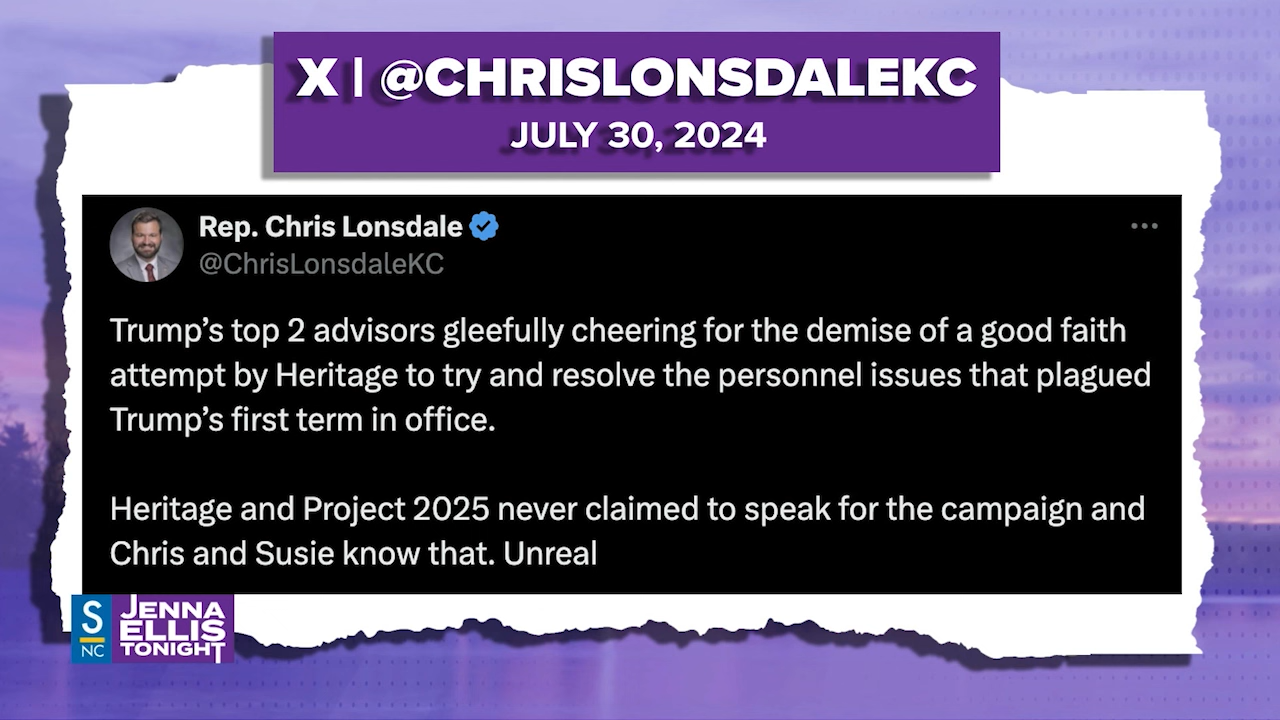 X | @CHRISLONSDALEKC
JULY 30, 2024
Rep. Chris Lonsdale
@ChrisLonsdaleKC
Trump’s top 2 advisors gleefully cheering for the demise of a good faith
attempt by Heritage to try and resolve the personnel issues that plagued
Trump’s first term in office.
Heritage and Project 2025 never claimed to speak for the campaign and
Chris and Susie know that. Unreal
S
NC
JENNA
ELLIS
TONIGHT